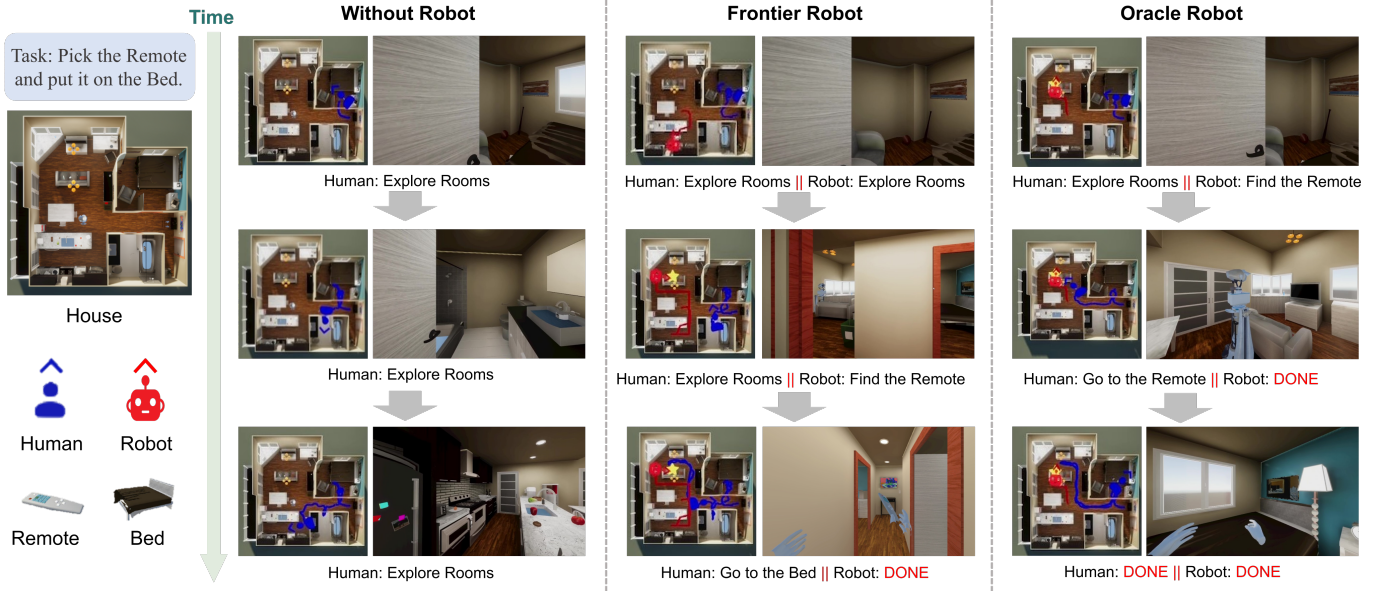 Time
Without Robot
Frontier Robot
Oracle Robot
Task: Pick the Remote
and put it on the Bed.
House
Human
Robot
Remote
Bed
Human: Explore Rooms
Human: Explore Rooms || Robot: Explore Rooms
Human: Explore Rooms || Robot: Find the Remote
Human: Explore Rooms
Human: Explore Rooms || Robot: Find the Remote
Human: Go to the Remote || Robot: DONE
Human: Explore Rooms
Human: Go to the Bed || Robot: DONE
Human: DONE || Robot: DONE